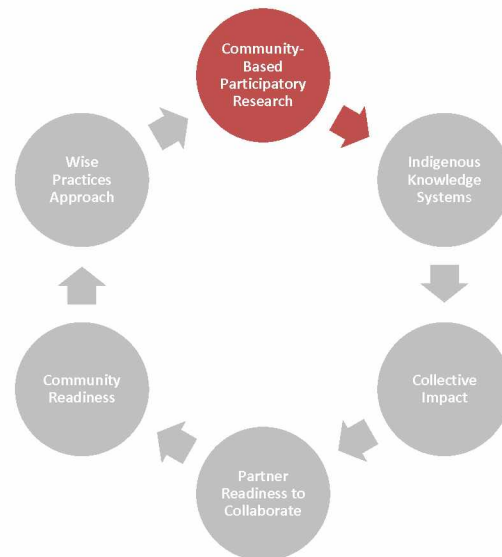 Community-
Based
Participatory
Research
Indigenous
Knowledge
Systems
Collective
Impact
Partner
Readiness to
Collaborate
Community
Readiness
Wise
Practices
Approach